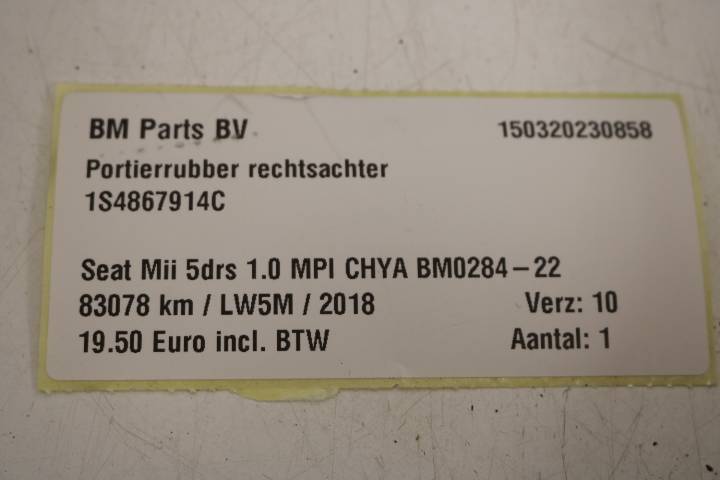 BM Parts BV 150320230858
Portierrubber rechtsachter
1S4867914C
Seat Mii 5drs 1.0 MPI CHYA BM0284-22
83078 km / LW5M / 2018 Verz: 10
19.50 Euro incl. BTW Aantal: 1